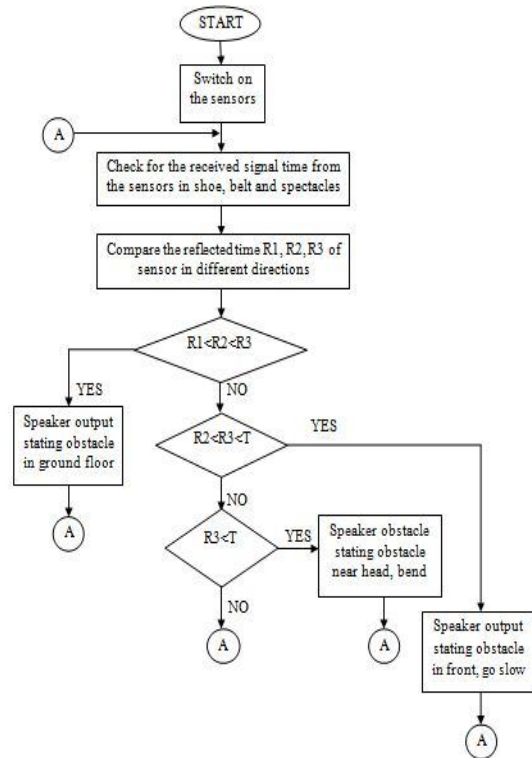 START
Switch on
the sensors
A
Check for the received signal time from
the sensors in shoe, belt and spectacles
Compare the reflected time R1, R2, R3 of
sensor in different directions
R1<R2<R3
YES
NO
Speaker output
stating obstacle
in ground floor
A
R2<R3<T
YES
NO
R3<T
YES
Speaker obstacle
stating obstacle
near head, bend
NO
A
A
Speaker output
stating obstacle
in front, go slow
A